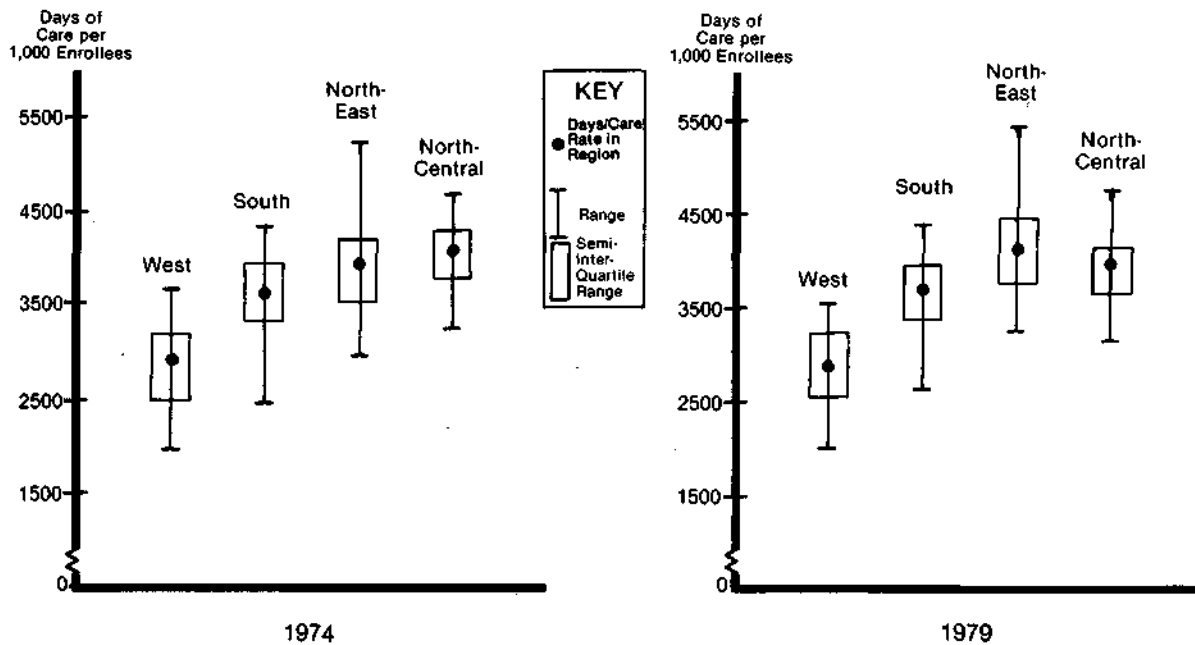 Days of
Care per
1,000 Enrollees
5500
4500
3500
2500
1500
0
West
South
North-
East
North-
Central
1974
KEY
Days/Care
Rate in
Region
Range
Semi-
Inter-
Quartile
Range
Days of
Care per
1,000 Enrollees
5500
4500
3500
2500
1500
0
West
South
North-
East
North-
Central
1979